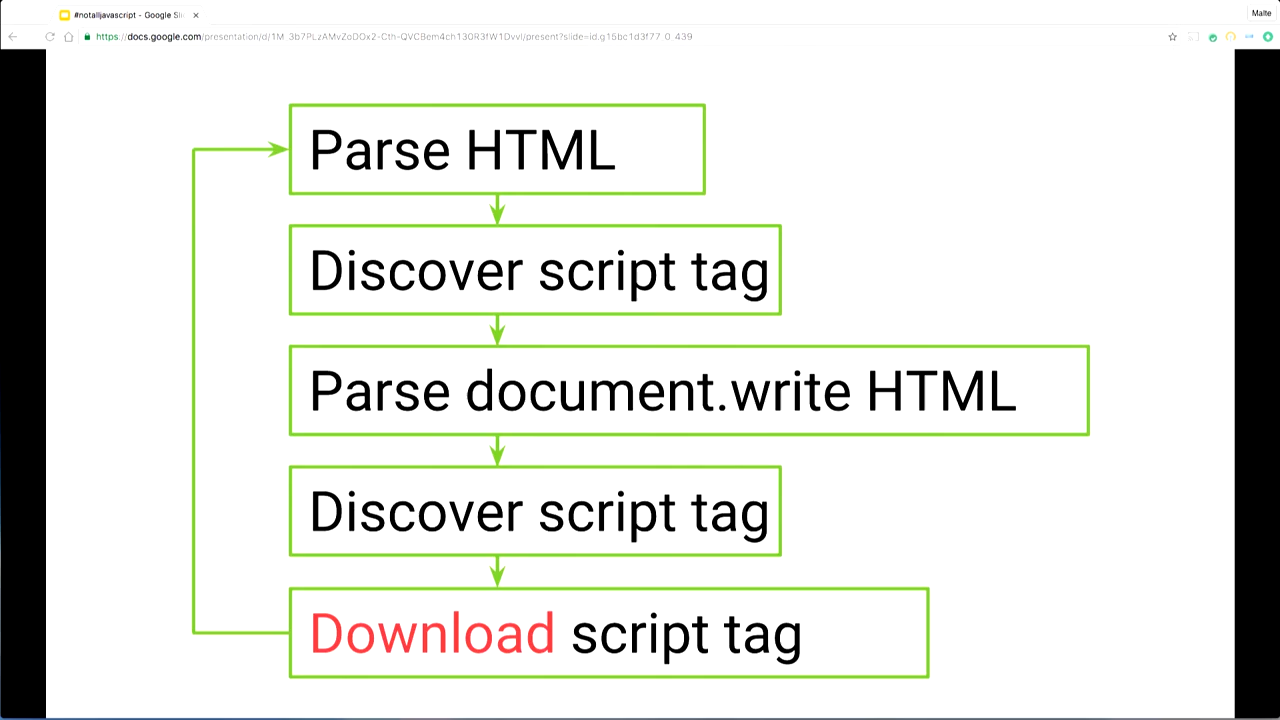 #notalljavascript - Google Sli
Malte
https://docs.google.com/presentation/d/1M_3b7PLzAMvZoDOx2-Cth-QVCBem4ch130R3fW1DvvI/present?slide=id.g15bc1d3f77_0_439
Parse HTML
Discover script tag
Parse document.write HTML
Discover script tag
Download script tag